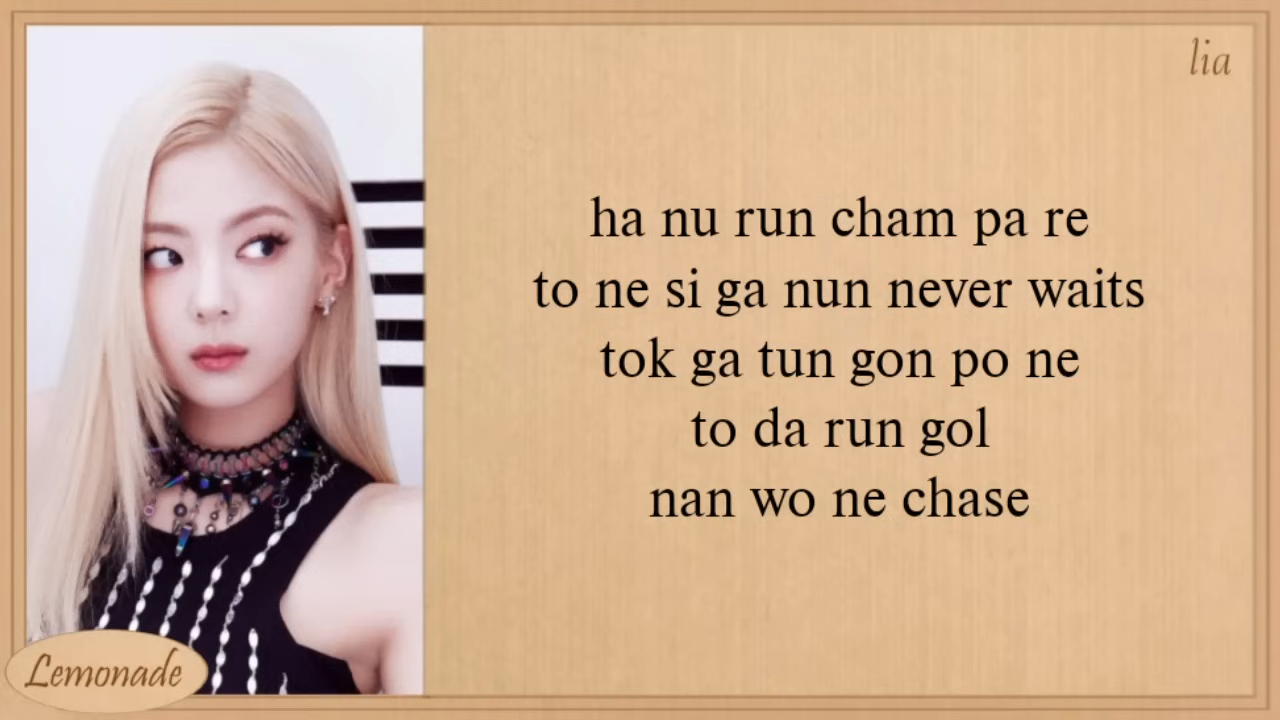 lia
ha nu run cham pa re
to ne si ga nun never waits
tok ga tun gon po ne
to da run gol
nan wo ne chase
Lemonade